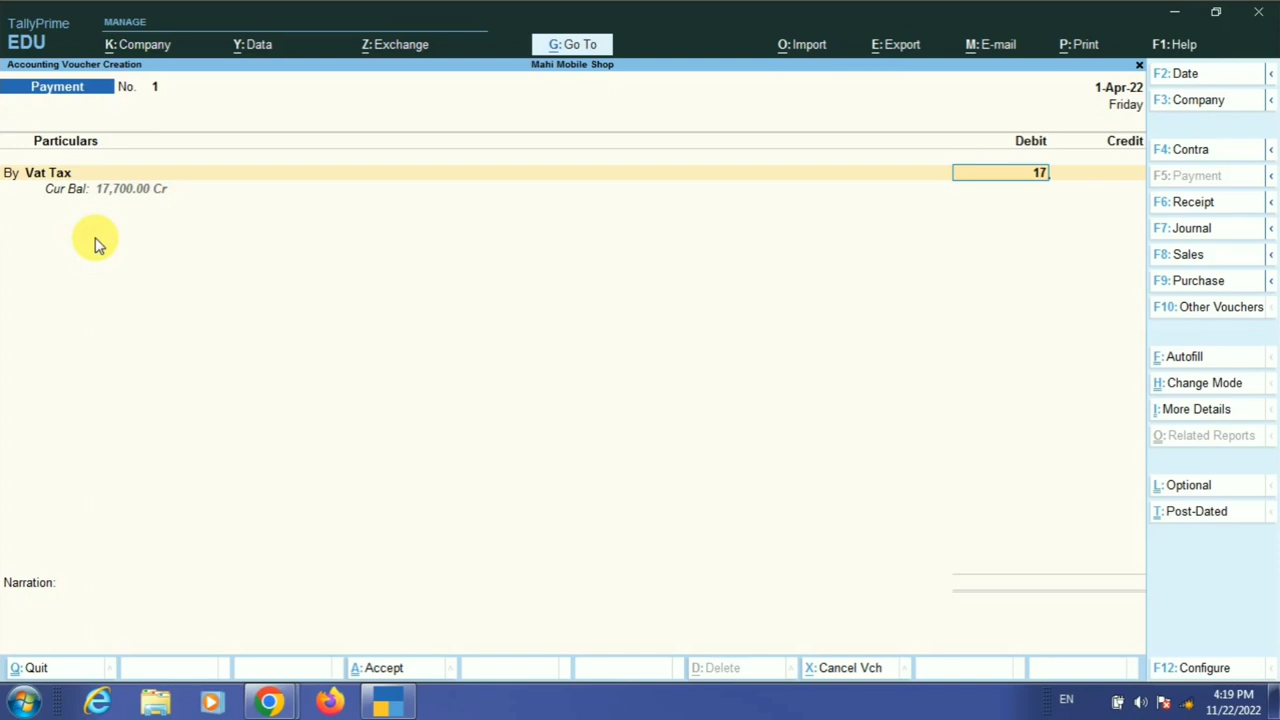 TallyPrime
EDU
MANAGE
K: Company
Y: Data
Z: Exchange
G: Go To
O: Import
E: Export
M: E-mail
P: Print
F1: Help
Accounting Voucher Creation
Mahi Mobile Shop
Payment No. 1
1-Apr-22
Friday
Particulars
Debit
Credit
By Vat Tax
17
Cur Bal: 17,700.00 Cr
Narration:
F2: Date
F3: Company
F4: Contra
F5: Payment
F6: Receipt
F7: Journal
F8: Sales
F9: Purchase
F10: Other Vouchers
F: Autofill
H: Change Mode
I: More Details
O: Related Reports
L: Optional
T: Post-Dated
Q: Quit
A: Accept
D: Delete
X: Cancel Vch
F12: Configure
EN
4:19 PM
11/22/2022